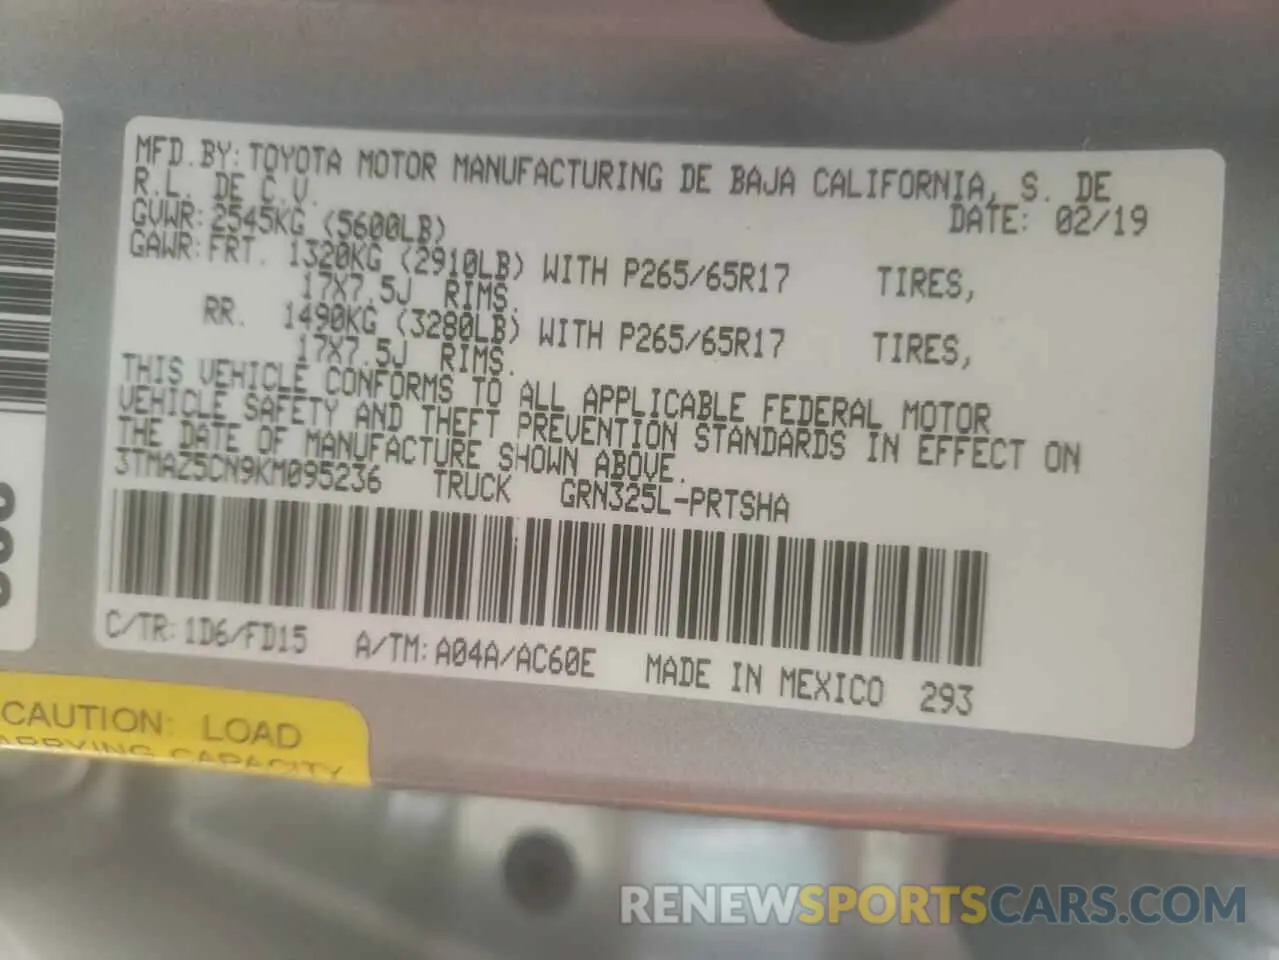 MFD.BY: TOYOTA MOTOR MANUFACTURING DE BAJA CALIFORNIA, S. DE
R.L. DE C.V. DATE: 02/19
GVWR: 2545KG (5600LB)
GAWR: FRT. 1320KG (2910LB) WITH P265/65R17 TIRES,
17X7.5J RIMS.
RR. 1490KG (3280LB) WITH P265/65R17 TIRES,
17X7.5J RIMS.
THIS VEHICLE CONFORMS TO ALL APPLICABLE FEDERAL MOTOR
VEHICLE SAFETY AND THEFT PREVENTION STANDARDS IN EFFECT ON
THE DATE OF MANUFACTURE SHOWN ABOVE.
3TMAZ5CN9KM095236 TRUCK GRN325L-PRTSHA
C/TR: 1D6/FD15 A/TM: A04A/AC60E MADE IN MEXICO 293
CAUTION: LOAD
CARRYING CAPACITY
RENEWSPORTSCARS.COM